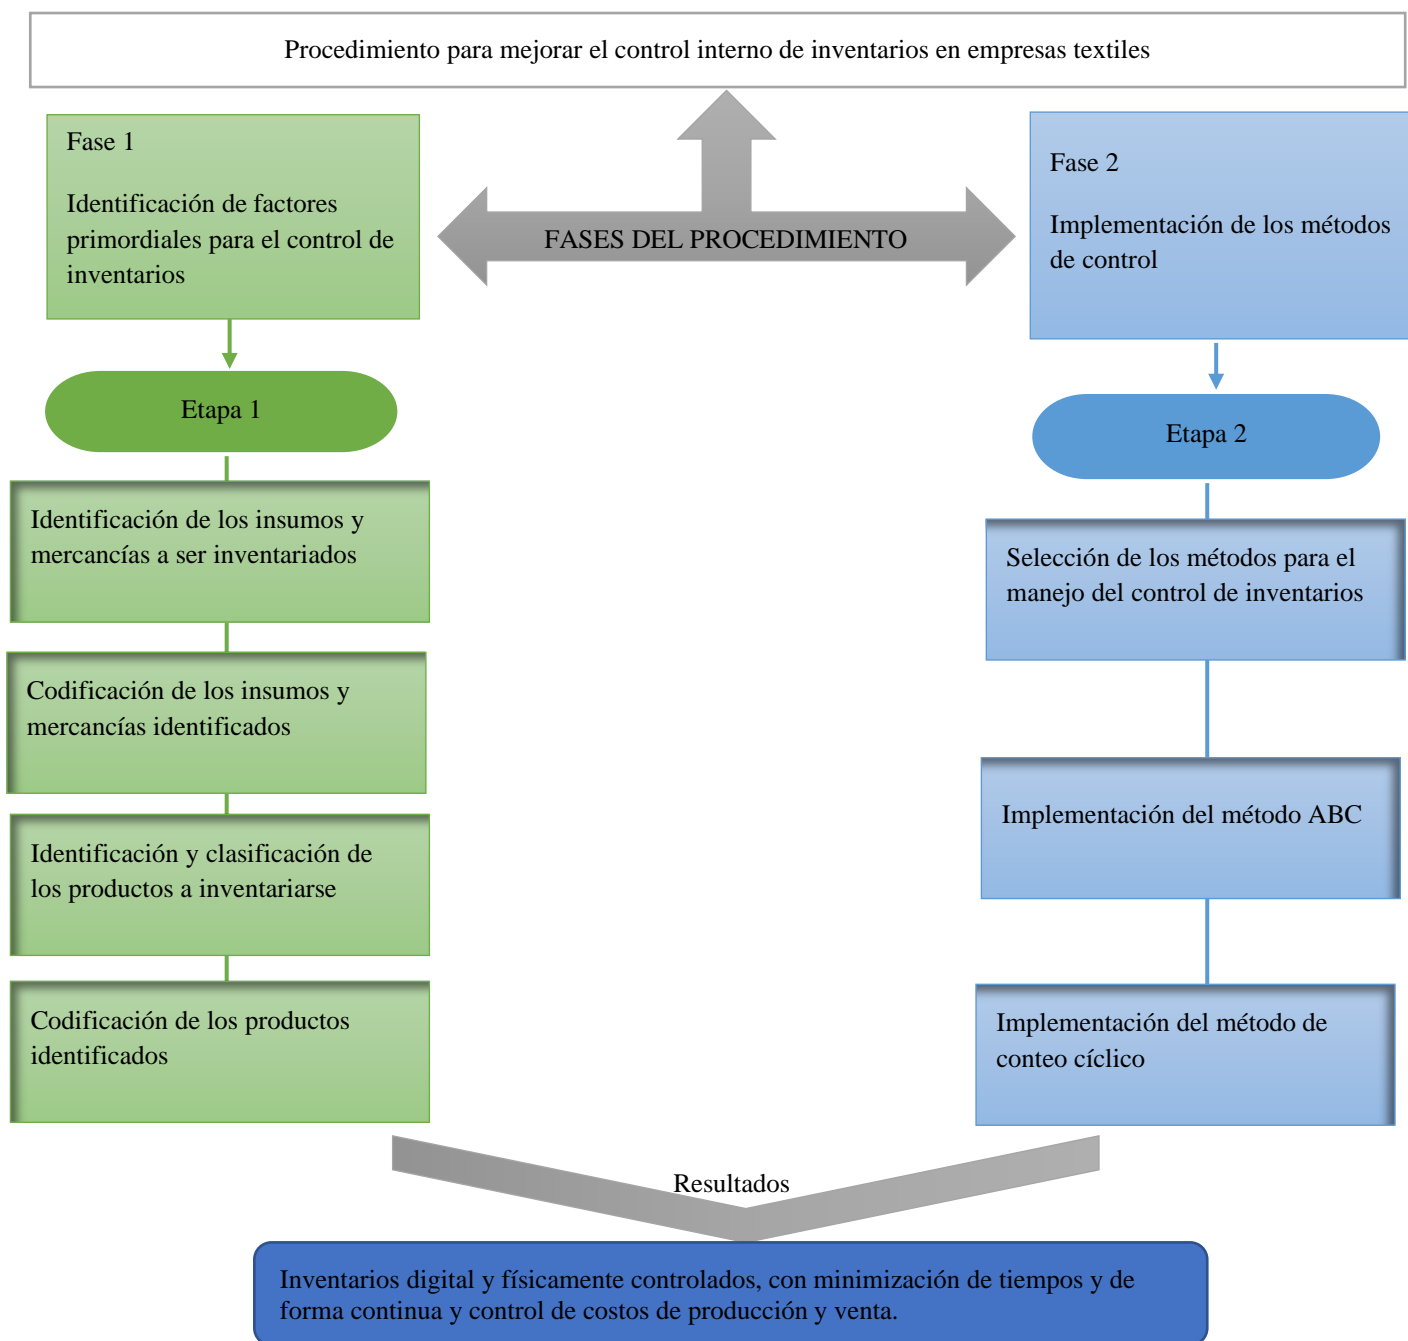 Procedimiento para mejorar el control interno de inventarios en empresas textiles
Fase 1
Identificación de factores
primordiales para el control de
inventarios
FASES DEL PROCEDIMIENTO
Fase 2
Implementación de los métodos
de control
Etapa 1
Identificación de los insumos y
mercancías a ser inventariados
Codificación de los insumos y
mercancías identificados
Identificación y clasificación de
los productos a inventariarse
Codificación de los productos
identificados
Etapa 2
Selección de los métodos para el
manejo del control de inventarios
Implementación del método ABC
Implementación del método de
conteo cíclico
Resultados
Inventarios digital y físicamente controlados, con minimización de tiempos y de
forma continua y control de costos de producción y venta.